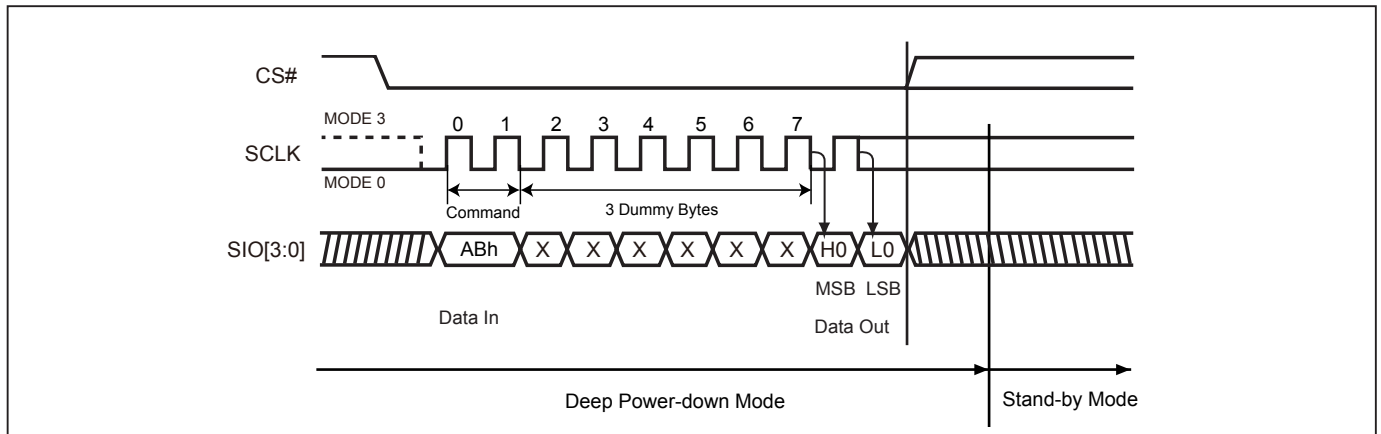 CS#
MODE 3
0 1 2 3 4 5 6 7
SCLK
MODE 0
Command
3 Dummy Bytes
SIO[3:0]
ABh X X X X X X H0 L0
MSB LSB
Data In
Data Out
Deep Power-down Mode
Stand-by Mode